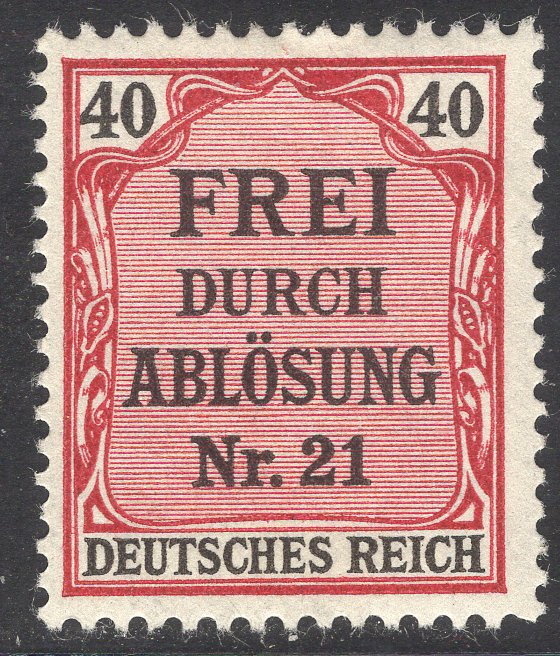 40 40
FREI
DURCH
ABLÖSUNG
Nr. 21
DEUTSCHES REICH